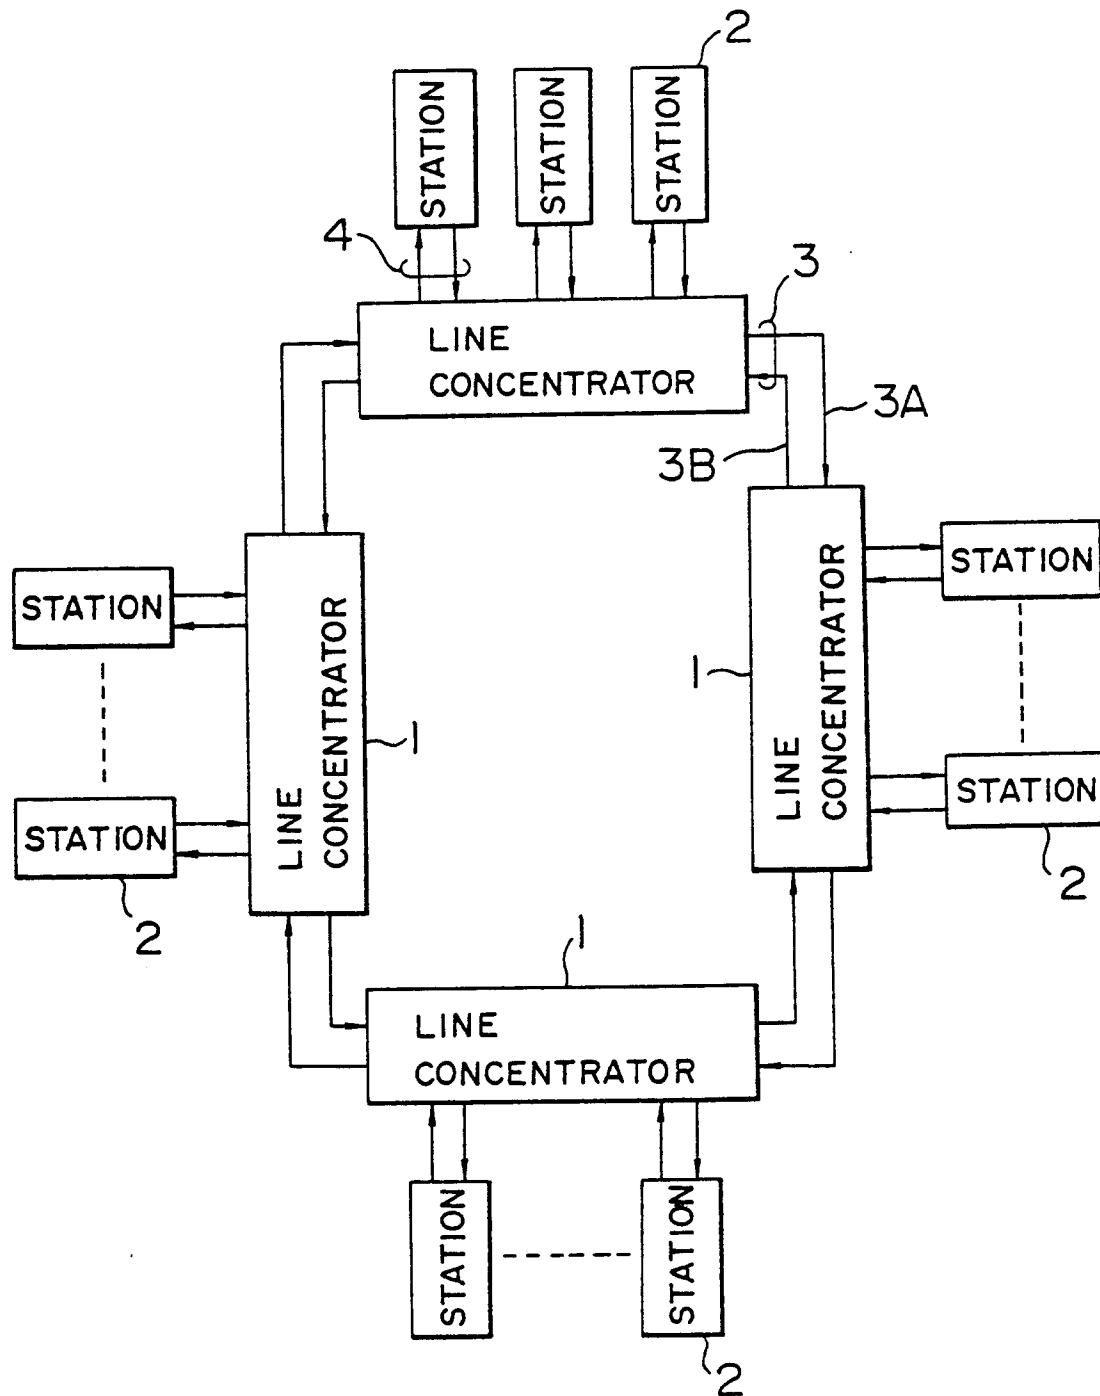 2
STATION
STATION
STATION
4
3
LINE
CONCENTRATOR
3A
3B
STATION
STATION
LINE
CONCENTRATOR
1
1
LINE
CONCENTRATOR
STATION
STATION
2
2
1
LINE
CONCENTRATOR
STATION
STATION
2